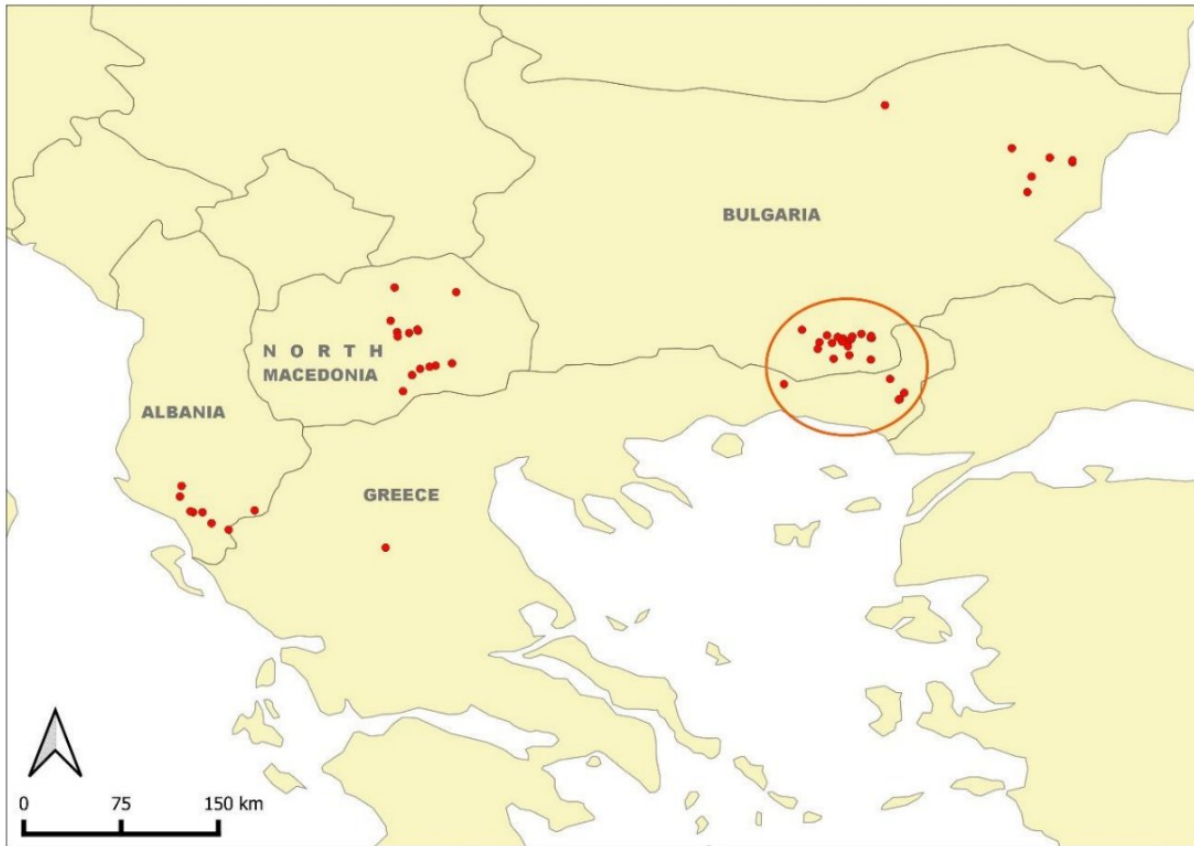 BULGARIA
N O R T H
MACEDONIA
ALBANIA
GREECE
0 75 150 km